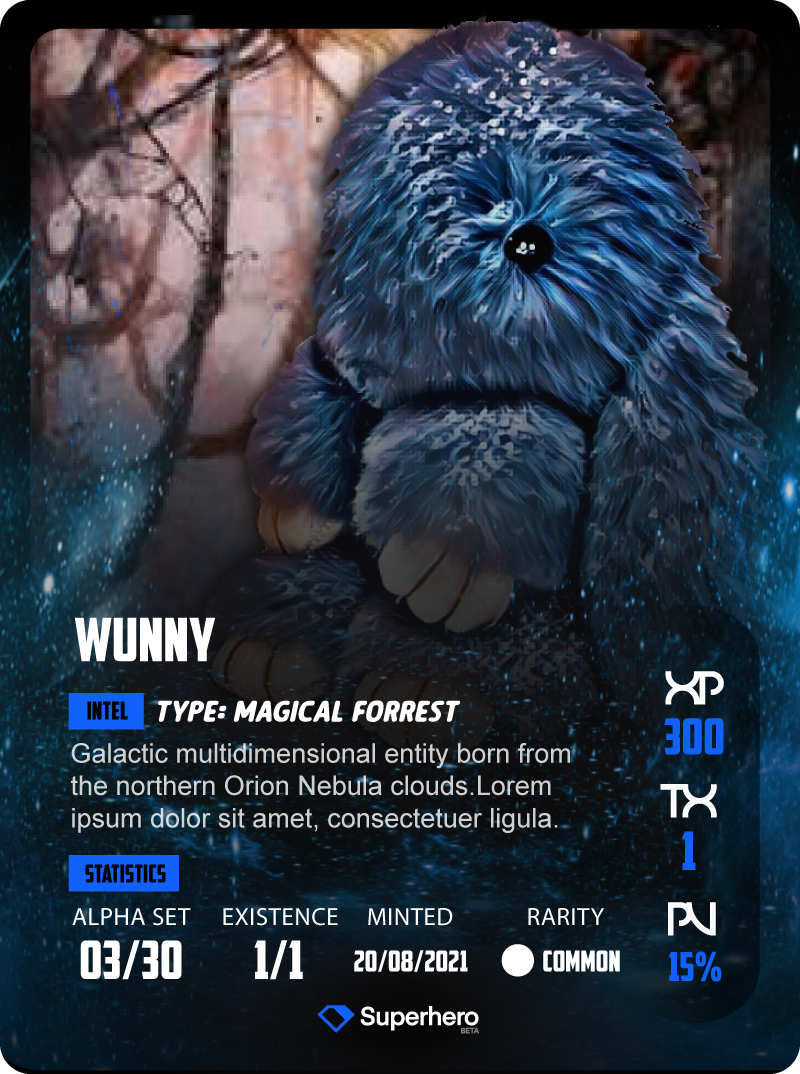 WUNNY
INTEL TYPE: MAGICAL FORREST
Galactic multidimensional entity born from
the northern Orion Nebula clouds.Lorem
ipsum dolor sit amet, consectetuer ligula.
STATISTICS
ALPHA SET EXISTENCE MINTED RARITY
03/30 1/1 20/08/2021 COMMON
XP
300
TX
1
PV
15%
Superhero
BETA